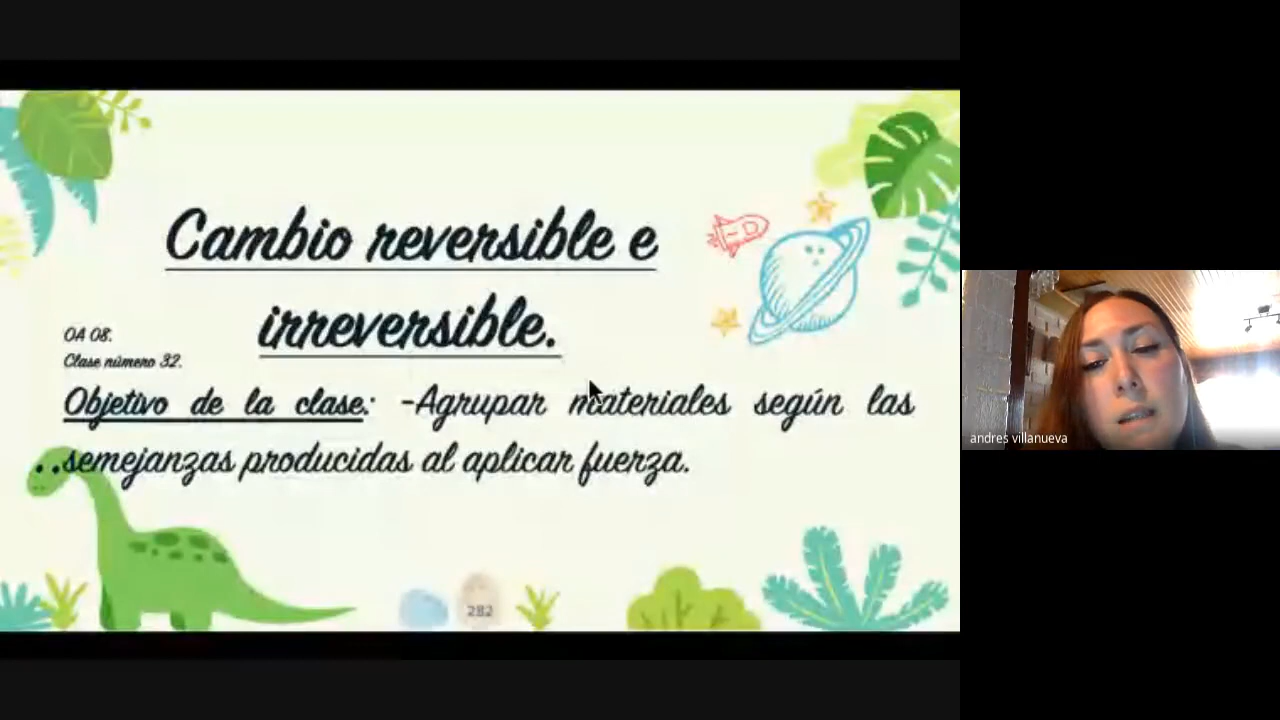 Cambio reversible e
irreversible.
OA 08.
Clase número 32.
Objetivo de la clase: -Agrupar materiales según las
semejanzas producidas al aplicar fuerza.
282
andres villanueva